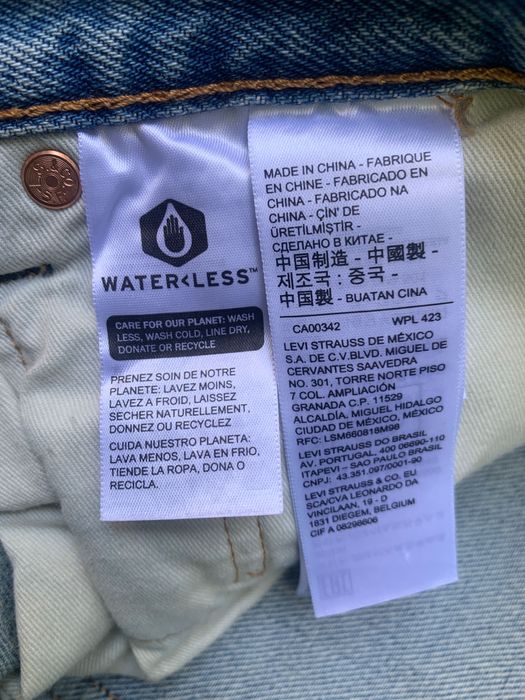 WATER<LESS™
CARE FOR OUR PLANET: WASH
LESS, WASH COLD, LINE DRY,
DONATE OR RECYCLE
PRENEZ SOIN DE NOTRE
PLANETE: LAVEZ MOINS,
LAVEZ A FROID, LAISSEZ
SECHER NATURELLEMENT,
DONNEZ OU RECYCLEZ
CUIDA NUESTRO PLANETA:
LAVA MENOS, LAVA EN FRIO,
TIENDE LA ROPA, DONA O
RECICLA.
MADE IN CHINA - FABRIQUE
EN CHINE - FABRICADO EN
CHINA - FABRICADO NA
CHINA - ÇİN' DE
ÜRETİLMİŞTİR -
СДЕЛАНО В КИТАЕ -
中国制造 - 中國製 -
제조국 : 중국 -
中国製 - BUATAN CINA
CA00342 WPL 423
LEVI STRAUSS DE MÉXICO
S.A. DE C.V.BLVD. MIGUEL DE
CERVANTES SAAVEDRA
NO. 301, TORRE NORTE PISO
7 COL. AMPLIACIÓN
GRANADA C.P. 11529
ALCALDÍA, MIGUEL HIDALGO
CIUDAD DE MÉXICO, MÉXICO
RFC: LSM660818M98
LEVI STRAUSS DO BRASIL
AV. PORTUGAL, 400 06690-110
ITAPEVI – SAO PAULO BRASIL
CNPJ: 43.351.097/0001-90
LEVI STRAUSS & CO. EU
SCA/CVA LEONARDO DA
VINCILAAN, 19 - D
1831 DIEGEM, BELGIUM
CIF A 08298606